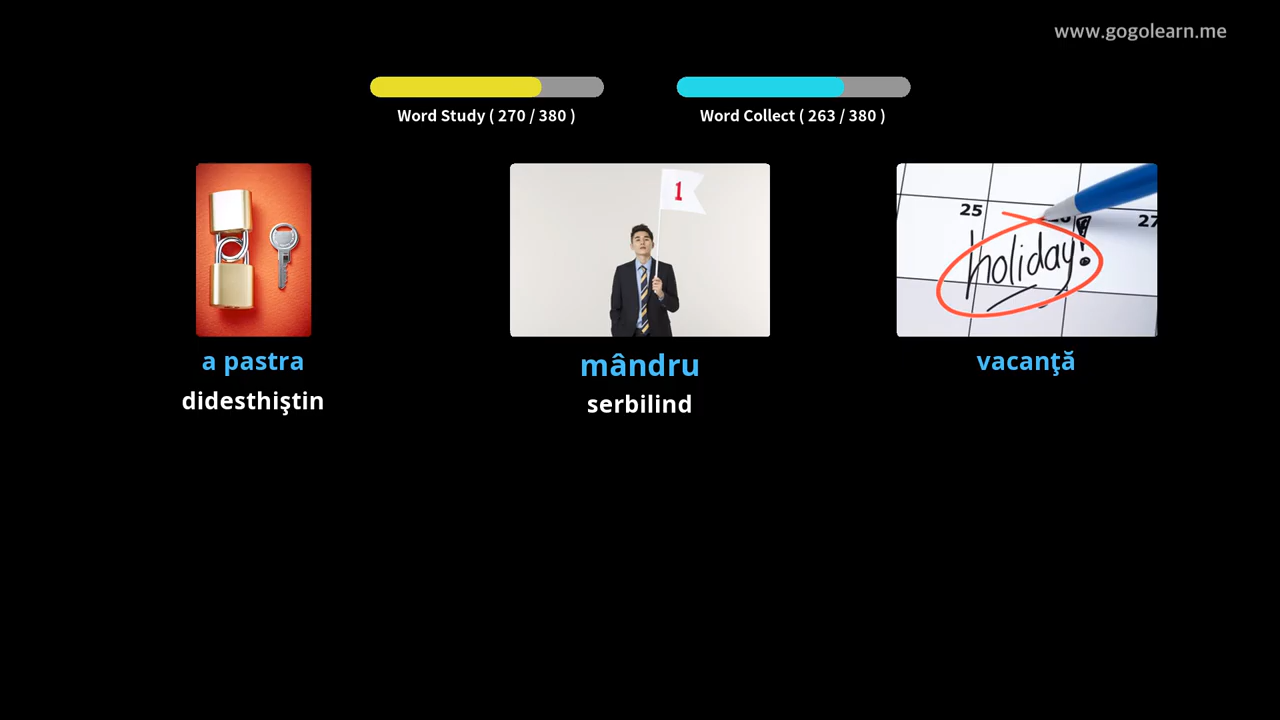 www.gogolearn.me
Word Study ( 270 / 380 )
Word Collect ( 263 / 380 )
1
25
27
holiday!
a pastra
mândru
vacanţă
didesthiştin
serbilind